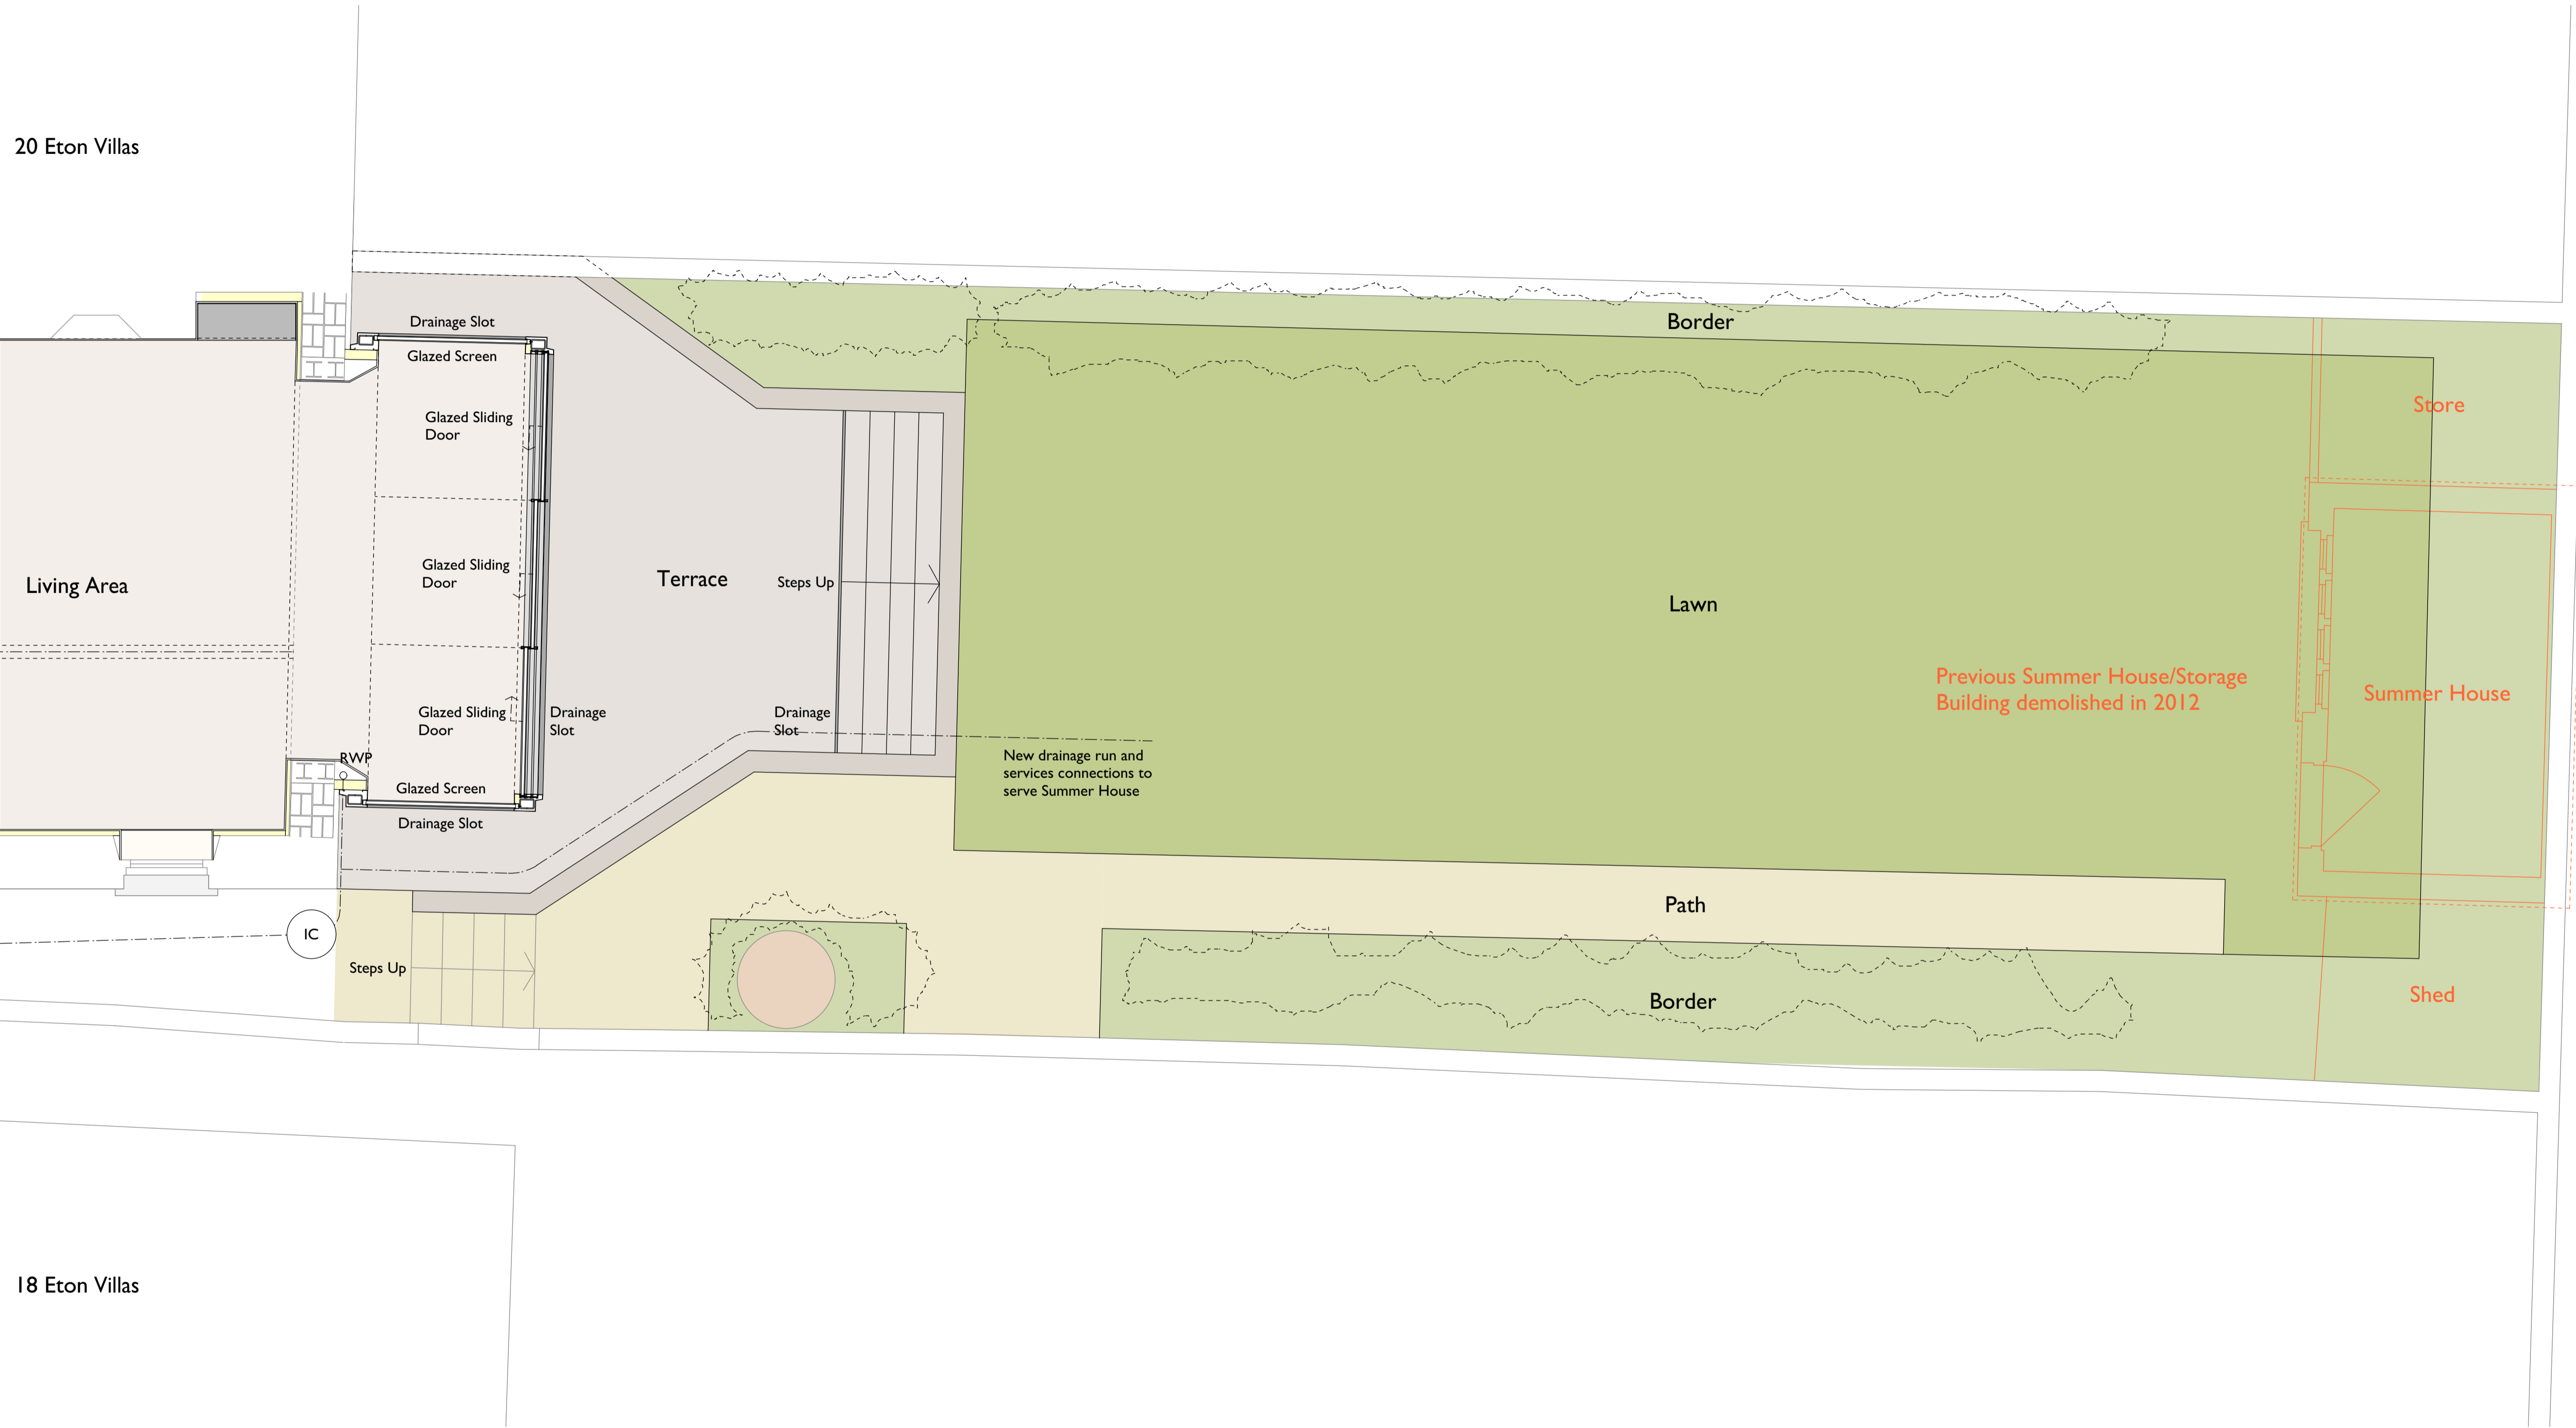 20 Eton Villas
Drainage Slot
Glazed Screen
Glazed Sliding
Door
Glazed Sliding
Door
Glazed Sliding
Door
Drainage
Slot
Living Area
RWP
Glazed Screen
Drainage Slot
IC
Steps Up
Terrace
Steps Up
Drainage
Slot
New drainage run and
services connections to
serve Summer House
Border
Lawn
Path
Border
Previous Summer House/Storage
Building demolished in 2012
Store
Summer House
Shed
18 Eton Villas